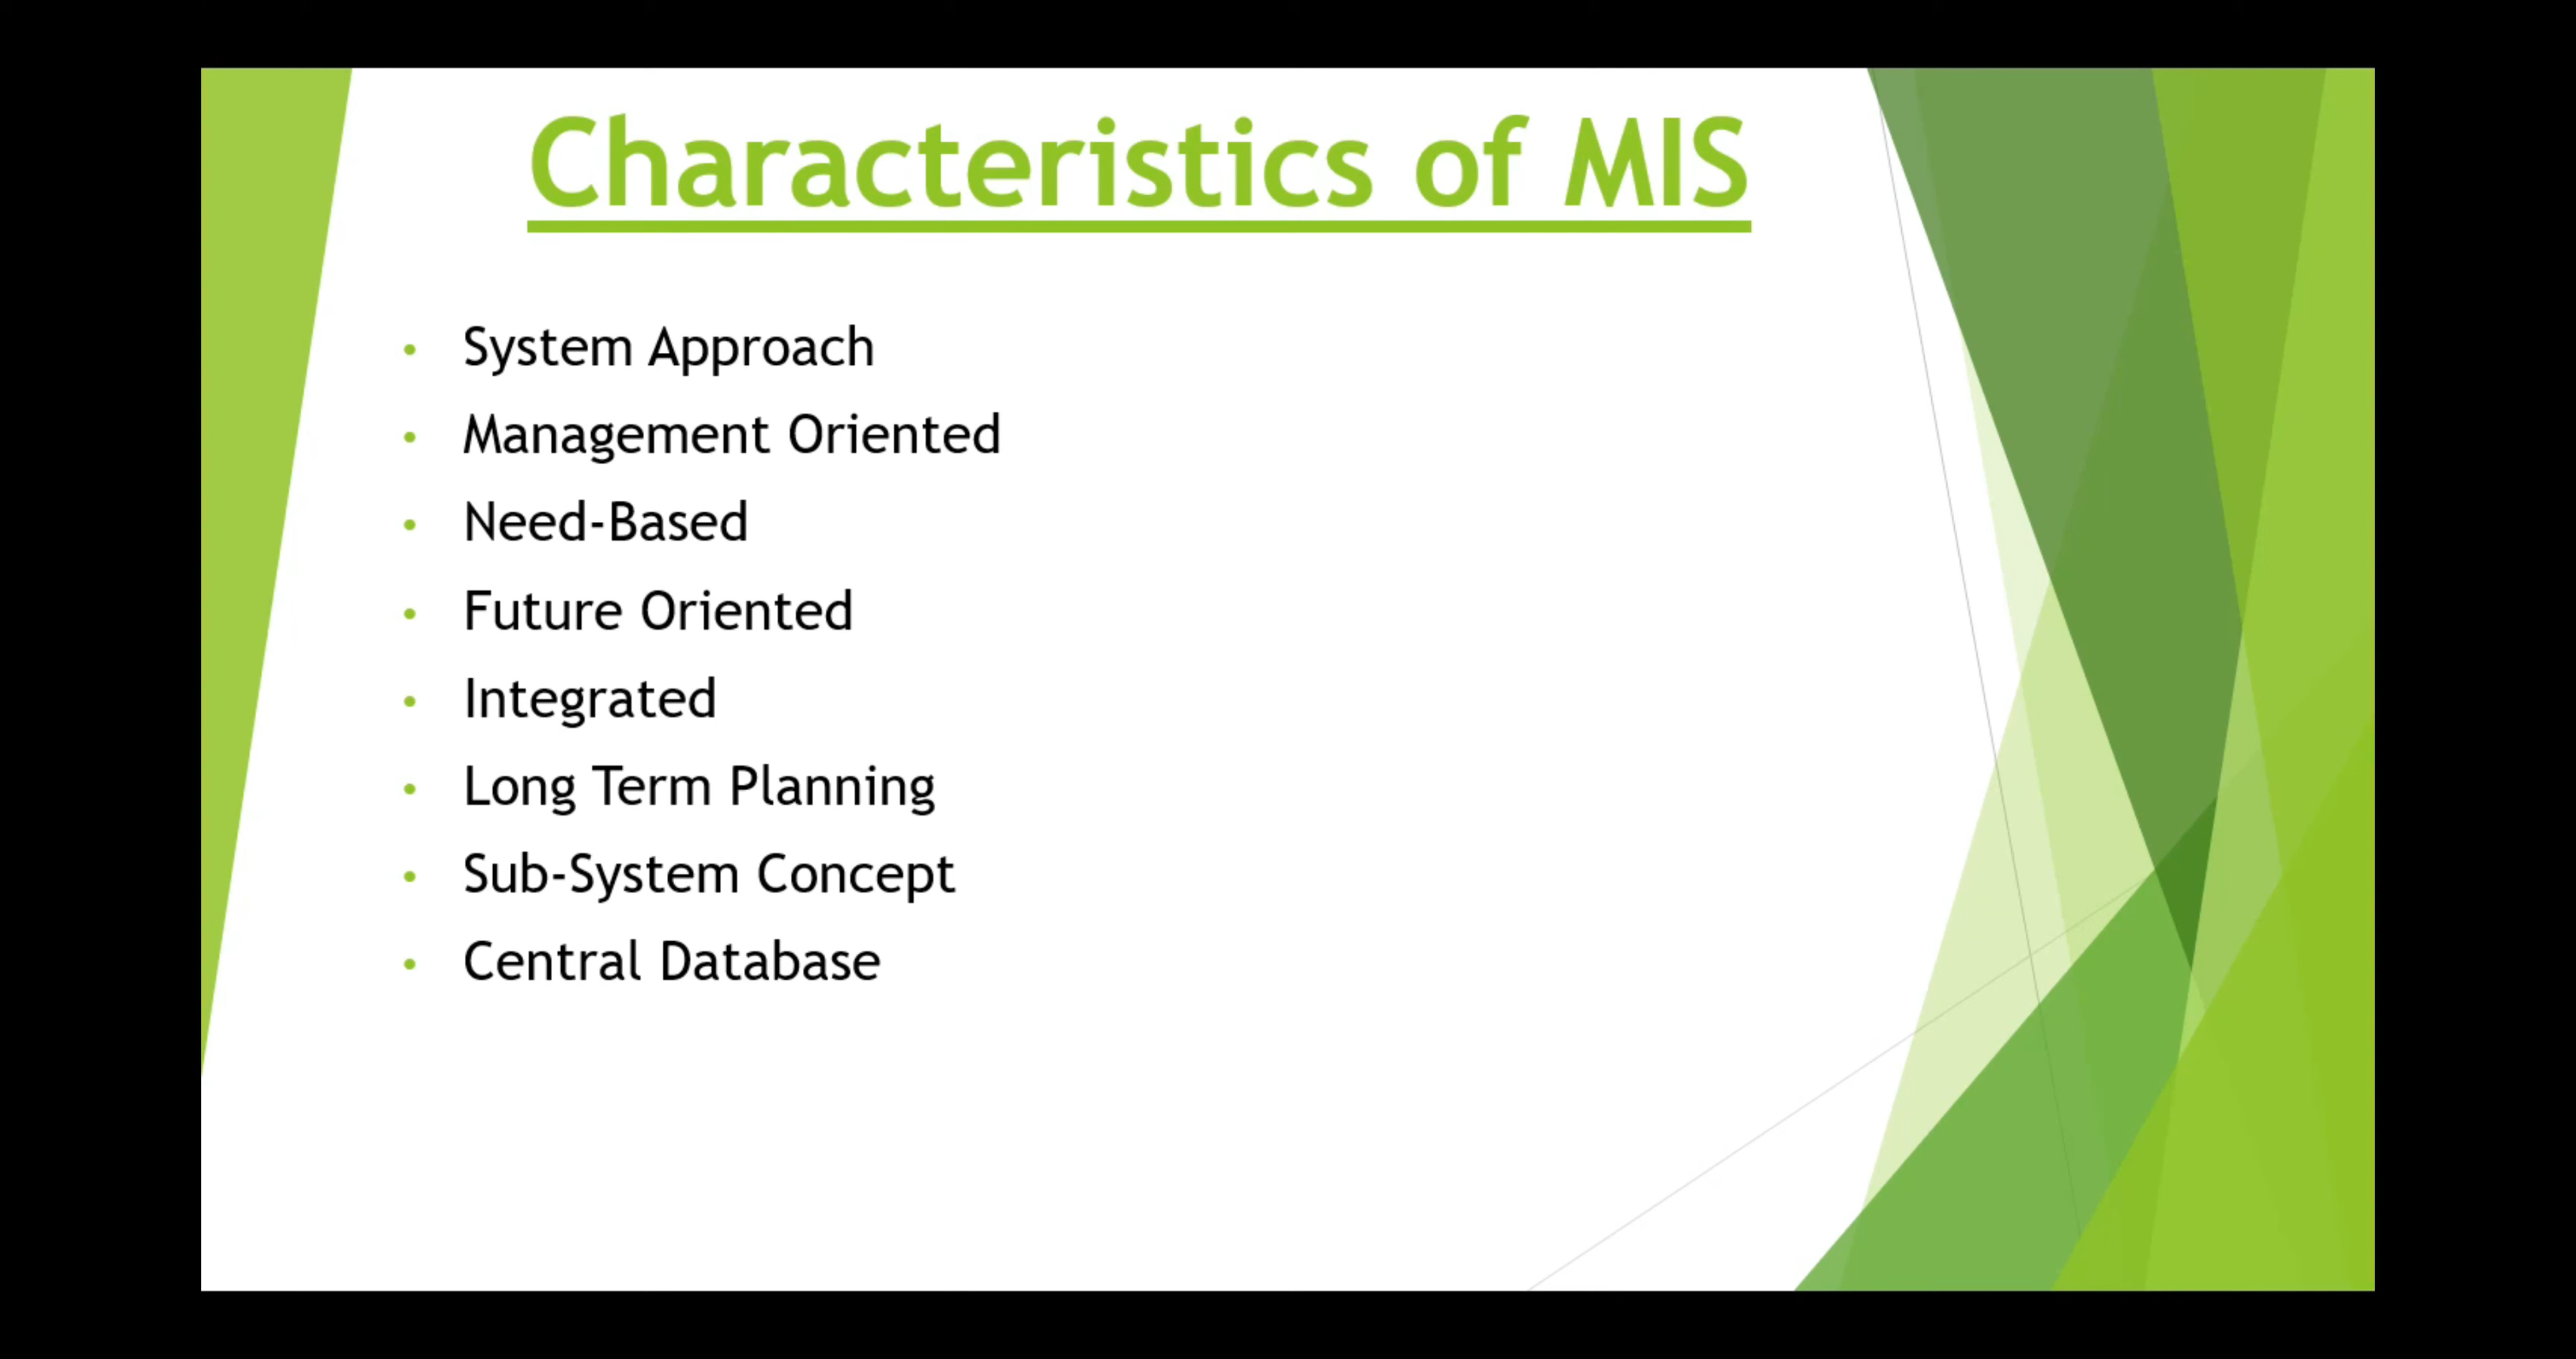 Characteristics of MIS
• System Approach
• Management Oriented
• Need-Based
• Future Oriented
• Integrated
• Long Term Planning
• Sub-System Concept
• Central Database